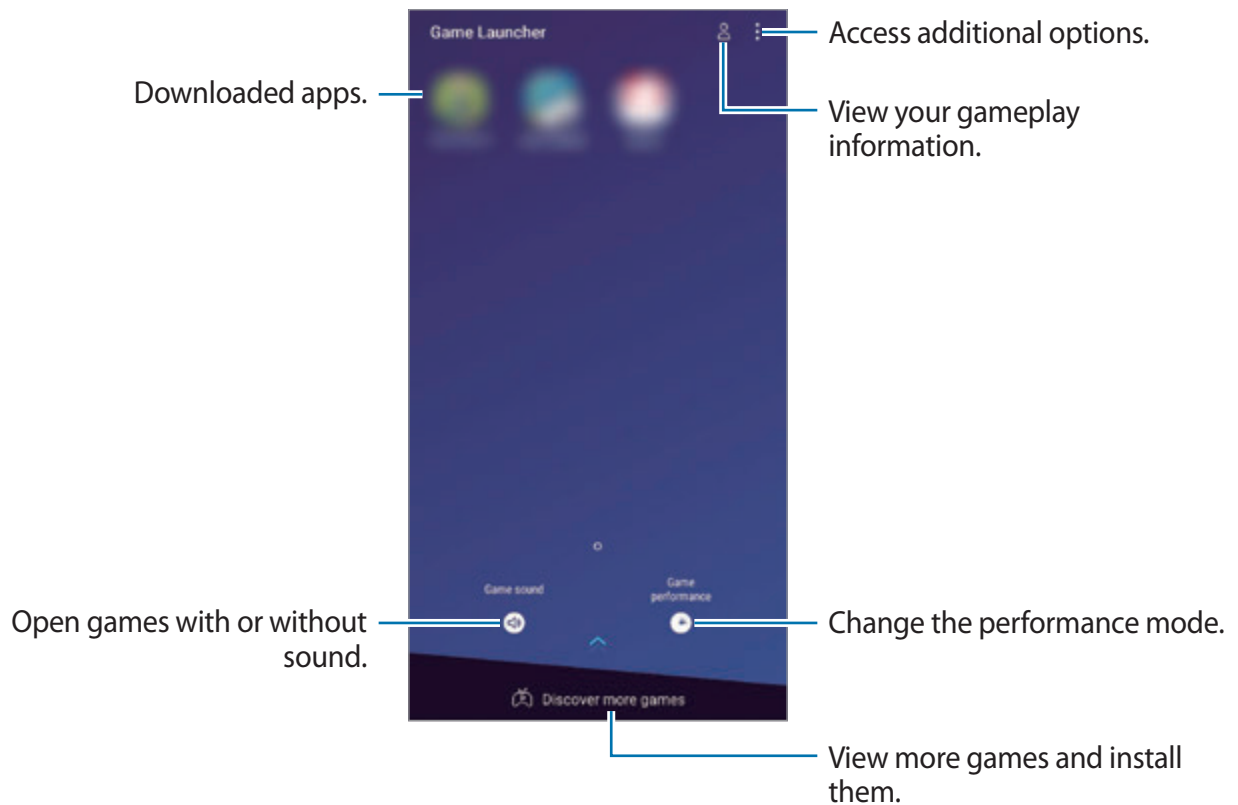 Game Launcher
Access additional options.
Downloaded apps.
View your gameplay
information.
Game sound
Game
performance
Open games with or without
sound.
Change the performance mode.
Discover more games
View more games and install
them.